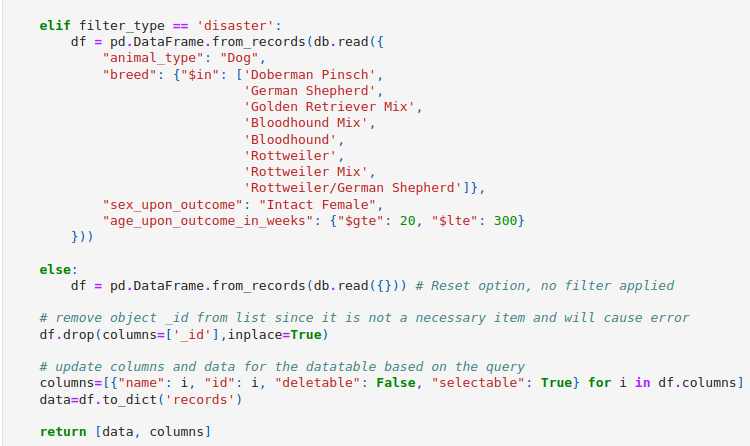 elif filter_type == 'disaster':
    df = pd.DataFrame.from_records(db.read({
        "animal_type": "Dog",
        "breed": {"$in": ['Doberman Pinsch',
                          'German Shepherd',
                          'Golden Retriever Mix',
                          'Bloodhound Mix',
                          'Bloodhound',
                          'Rottweiler',
                          'Rottweiler Mix',
                          'Rottweiler/German Shepherd']},
        "sex_upon_outcome": "Intact Female",
        "age_upon_outcome_in_weeks": {"$gte": 20, "$lte": 300}
    }))

else:
    df = pd.DataFrame.from_records(db.read({})) # Reset option, no filter applied

# remove object _id from list since it is not a necessary item and will cause error
df.drop(columns=['_id'],inplace=True)

# update columns and data for the datatable based on the query
columns=[{"name": i, "id": i, "deletable": False, "selectable": True} for i in df.columns]
data=df.to_dict('records')

return [data, columns]